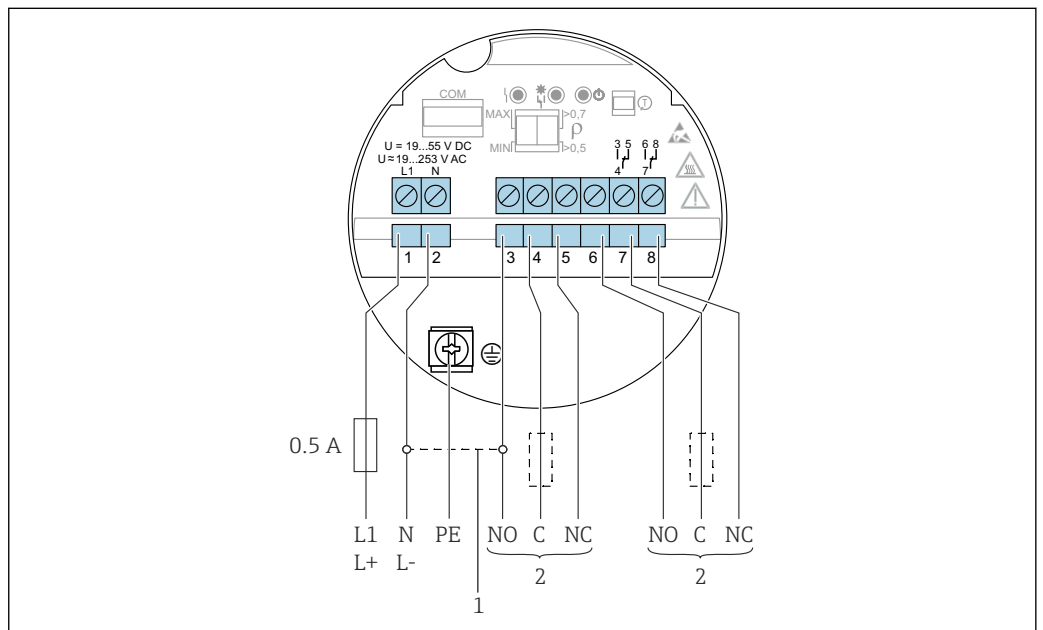 COM
MAX
>0,7
ρ
MIN
>0,5
U = 19...55 V DC
U ≈ 19...253 V AC
L1 N
3 5
4
6 8
7
1 2 3 4 5 6 7 8
0.5 A
L1 N PE NO C NC NO C NC
L+ L-
2 2
1